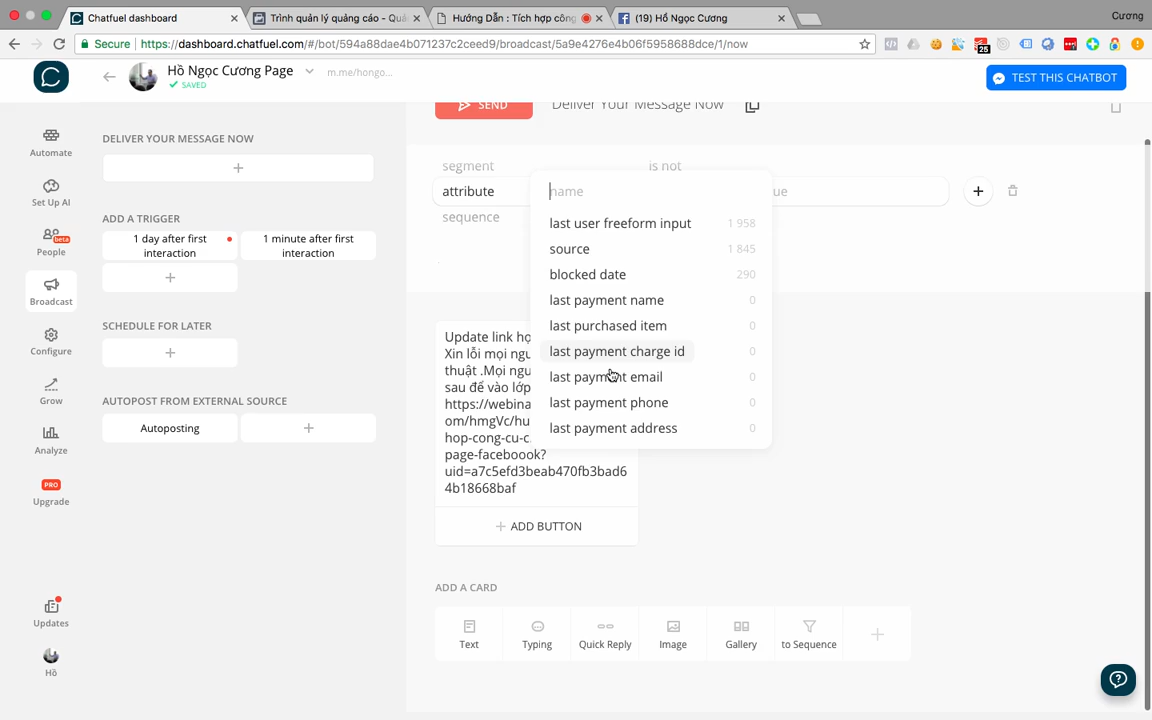 Chatfuel dashboard
Trình quản lý quảng cáo - Quả
Hướng Dẫn : Tích hợp công
(19) Hồ Ngọc Cương
Cương
Secure
https://dashboard.chatfuel.com/#/bot/594a88dae4b071237c2ceed9/broadcast/5a9e4276e4b06f5958688dce/1/now
25
Hồ Ngọc Cương Page
m.me/hongo...
SAVED
TEST THIS CHATBOT
Automate
Set Up AI
People
beta
Broadcast
Configure
Grow
Analyze
PRO
Upgrade
Updates
Hồ
DELIVER YOUR MESSAGE NOW
ADD A TRIGGER
1 day after first
interaction
1 minute after first
interaction
SCHEDULE FOR LATER
AUTOPOST FROM EXTERNAL SOURCE
Autoposting
SEND
Deliver Your Message Now
segment
is not
attribute
name
ue
sequence
last user freeform input 1 958
source 1 845
blocked date 290
last payment name 0
last purchased item 0
last payment charge id 0
last payment email 0
last payment phone 0
last payment address 0
Update link họ
Xin lỗi mọi ngu
thuật .Mọi ngu
sau để vào lớp
https://webina
om/hmgVc/hu
hop-cong-cu-c
page-faceboook?
uid=a7c5efd3beab470fb3bad6
4b18668baf
ADD BUTTON
ADD A CARD
Text
Typing
Quick Reply
Image
Gallery
to Sequence